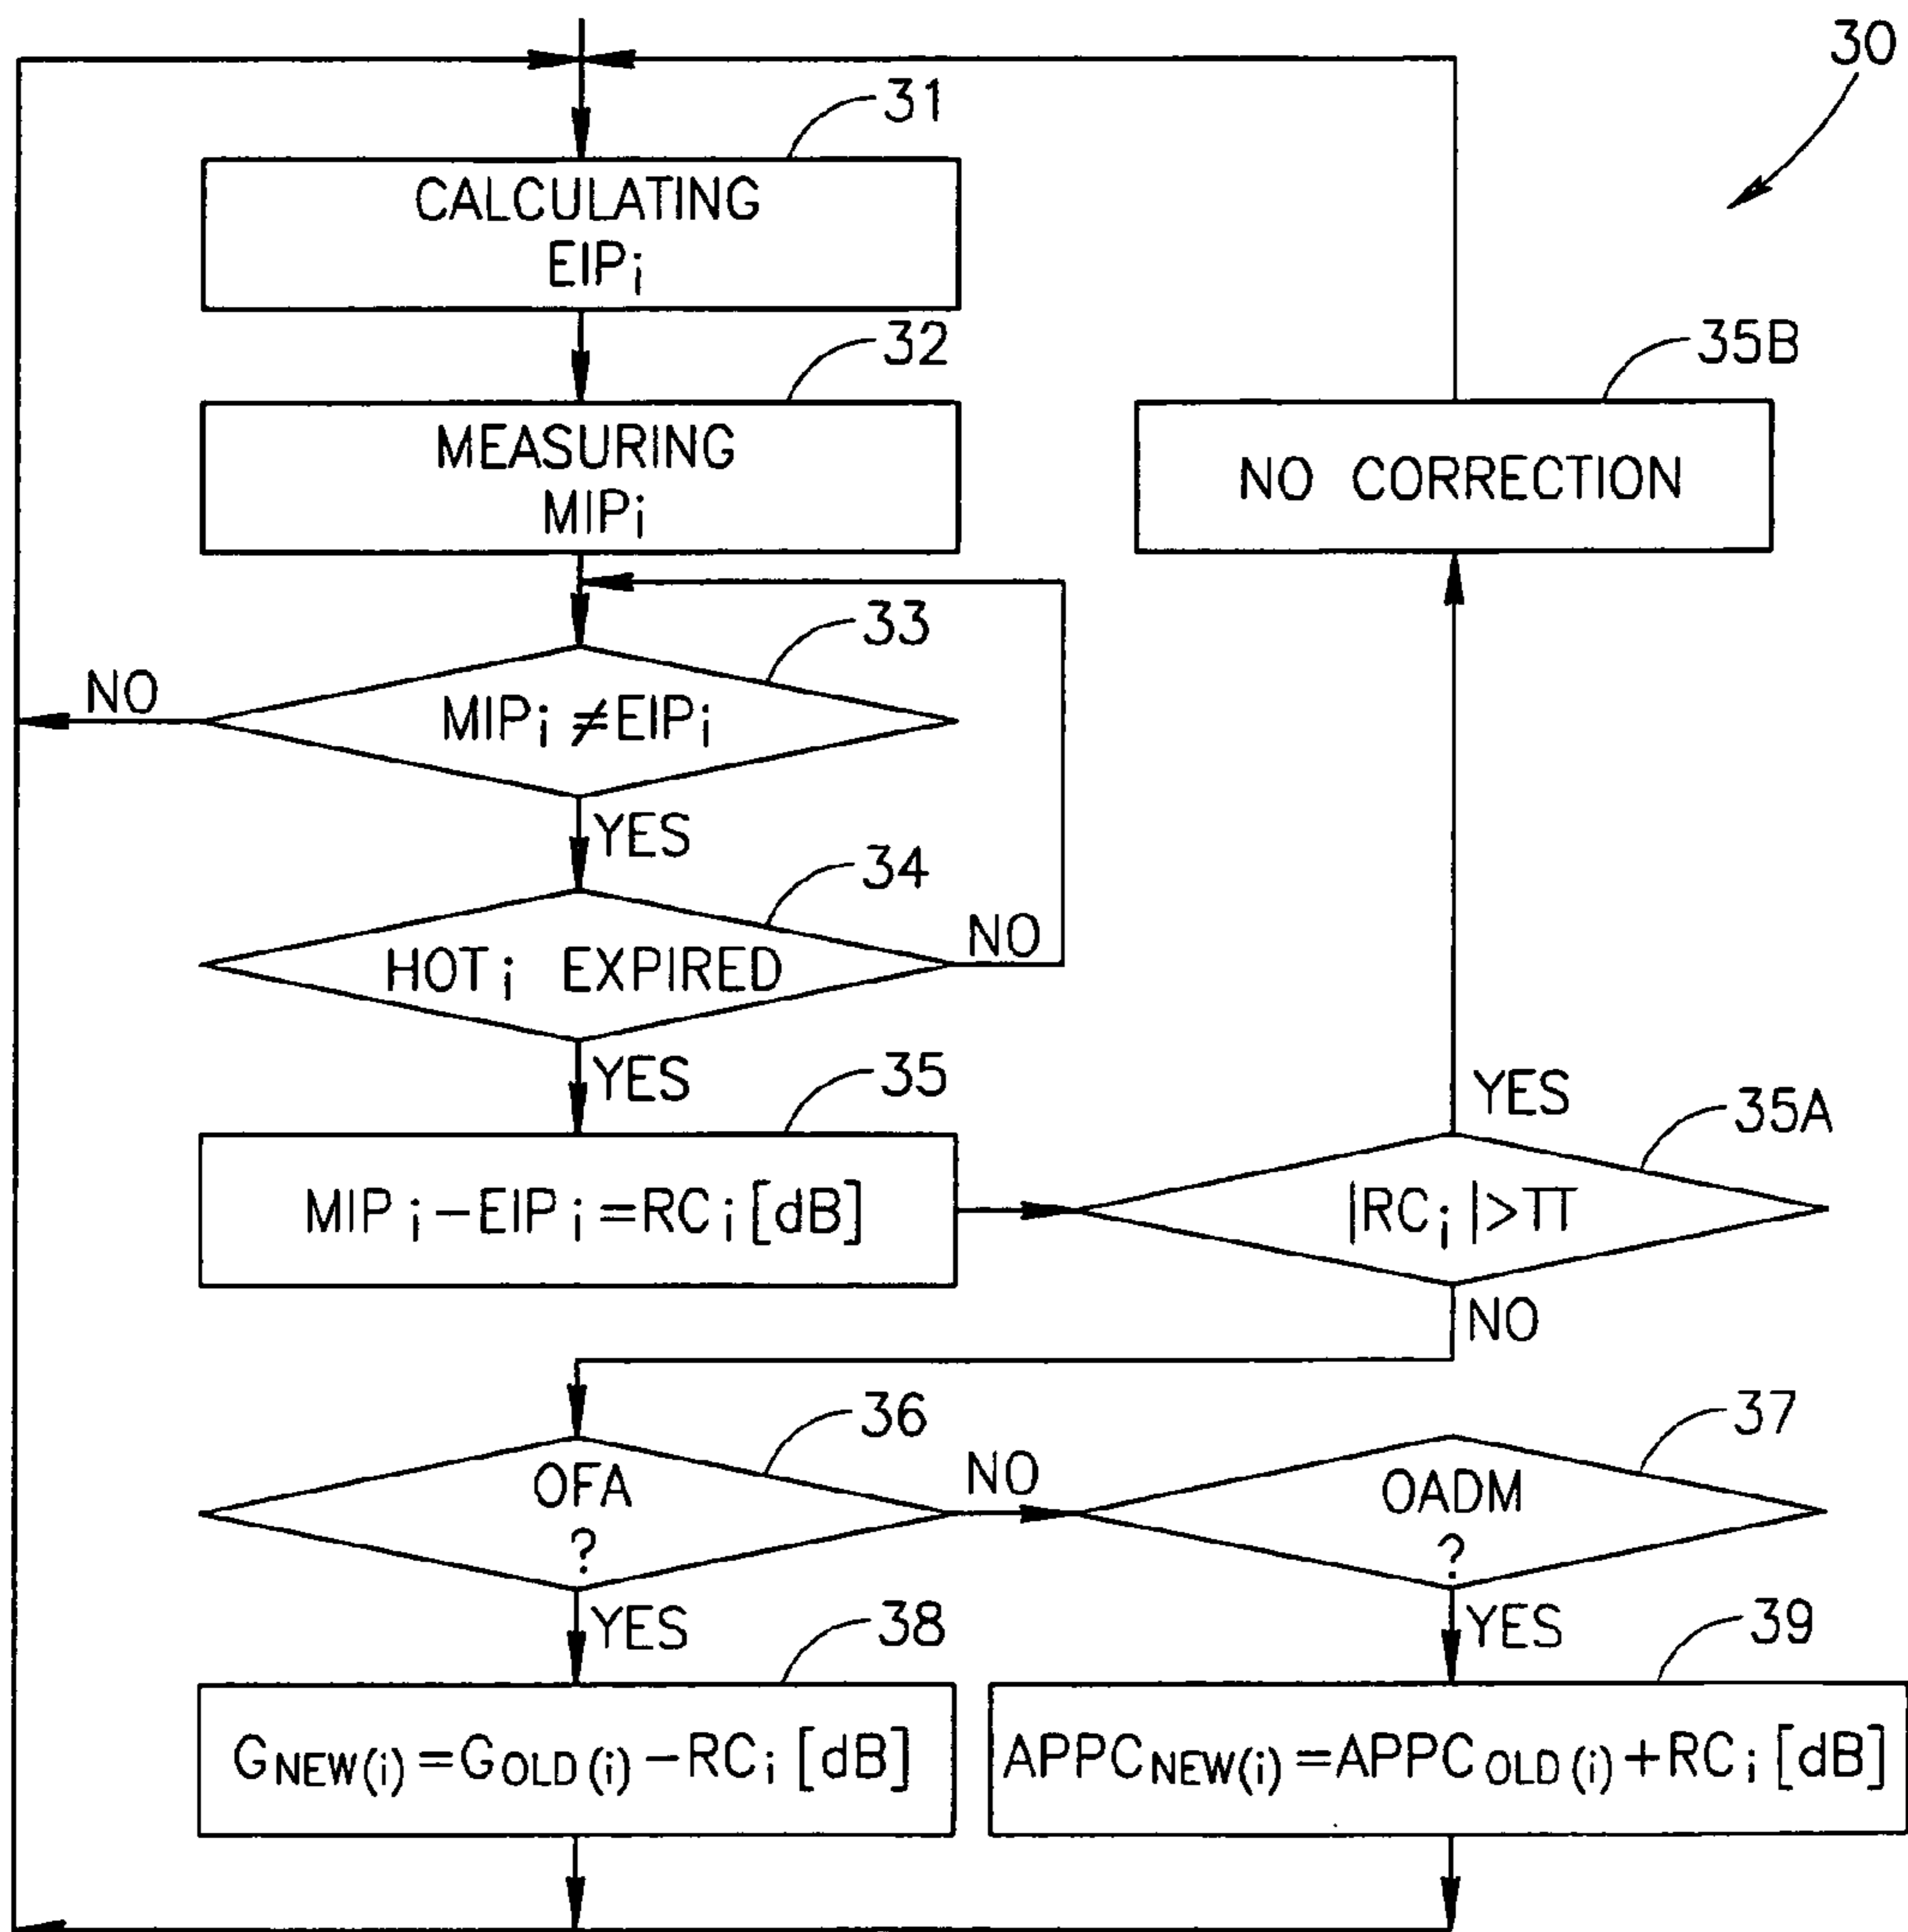 30
31
CALCULATING
EIPi
32
MEASURING
MIPi
35B
NO CORRECTION
33
NO
MIPi ≠EIPi
YES
34
HOTi EXPIRED
NO
YES
35
MIPi−EIPi=RCi[dB]
YES
35A
|RCi|>TT
NO
36
OFA
?
NO
37
OADM
?
YES
38
GNEW(i)=GOLD(i)−RCi[dB]
YES
39
APPCNEW(i)=APPCOLD(i)+RCi[dB]